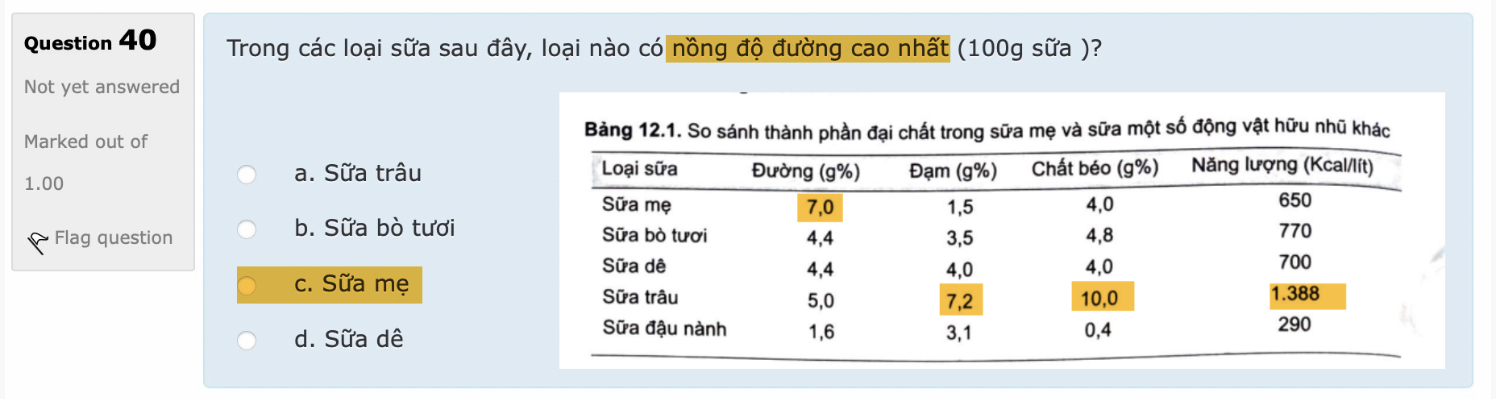 Question 40
Not yet answered
Marked out of
1.00
Flag question
Trong các loại sữa sau đây, loại nào có nồng độ đường cao nhất (100g sữa )?
a. Sữa trâu
b. Sữa bò tươi
c. Sữa mẹ
d. Sữa dê
Bảng 12.1. So sánh thành phần đại chất trong sữa mẹ và sữa một số động vật hữu nhũ khác
Loại sữa Đường (g%) Đạm (g%) Chất béo (g%) Năng lượng (Kcal/lít)
Sữa mẹ 7,0 1,5 4,0 650
Sữa bò tươi 4,4 3,5 4,8 770
Sữa dê 4,4 4,0 4,0 700
Sữa trâu 5,0 7,2 10,0 1.388
Sữa đậu nành 1,6 3,1 0,4 290